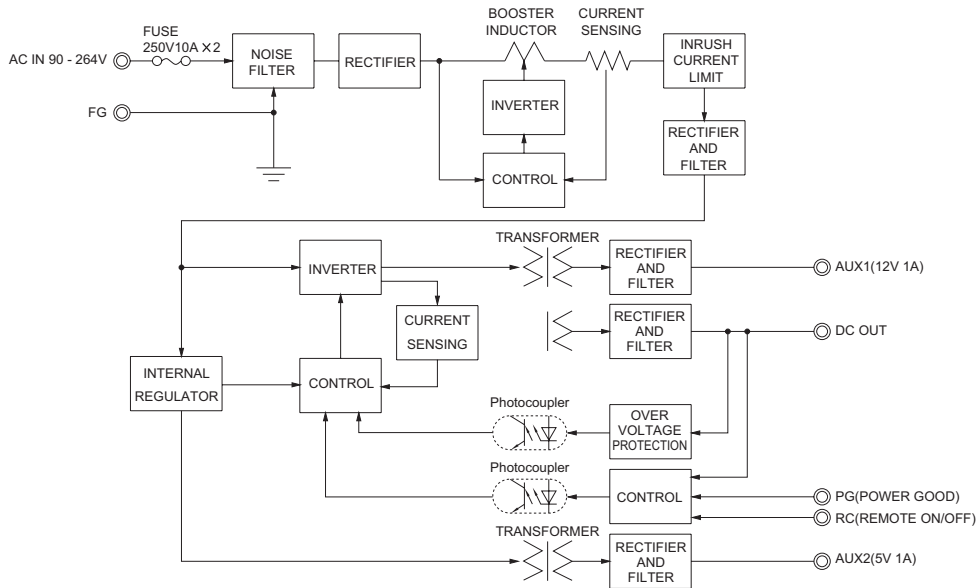 BOOSTER
INDUCTOR
CURRENT
SENSING
FUSE
250V10A ×2
AC IN 90 - 264V
NOISE
FILTER
RECTIFIER
INRUSH
CURRENT
LIMIT
INVERTER
FG
RECTIFIER
AND
FILTER
CONTROL
TRANSFORMER
INVERTER
RECTIFIER
AND
FILTER
AUX1(12V 1A)
CURRENT
SENSING
RECTIFIER
AND
FILTER
DC OUT
INTERNAL
REGULATOR
CONTROL
Photocoupler
OVER
VOLTAGE
PROTECTION
Photocoupler
CONTROL
PG(POWER GOOD)
RC(REMOTE ON/OFF)
TRANSFORMER
RECTIFIER
AND
FILTER
AUX2(5V 1A)